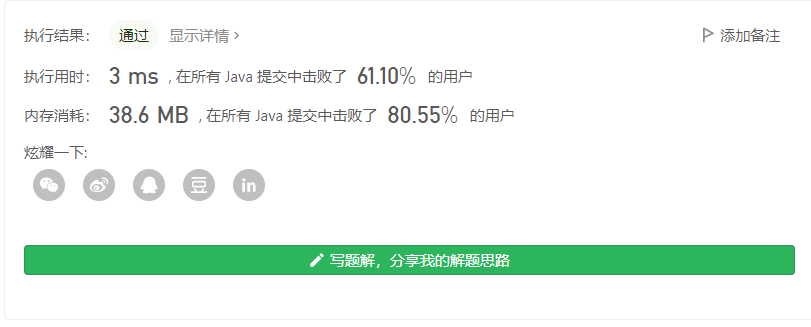 执行结果： 通过 显示详情 > 添加备注
执行用时： 3 ms , 在所有 Java 提交中击败了 61.10% 的用户
内存消耗： 38.6 MB , 在所有 Java 提交中击败了 80.55% 的用户
炫耀一下:
豆 in
写题解，分享我的解题思路